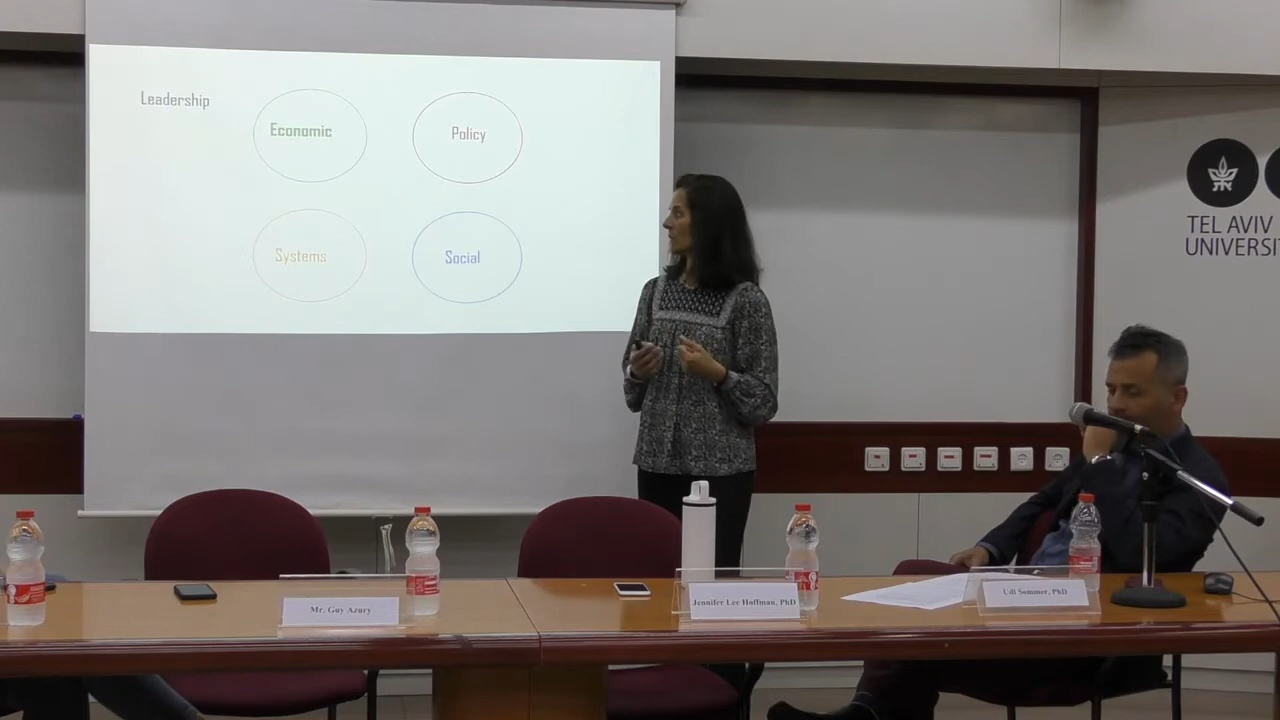 Leadership
Economic
Policy
Systems
Social
TEL AVIV
UNIVERSI
Mr. Guy Azury
Jennifer Lee Hoffman, PhD
Udi Sommer, PhD